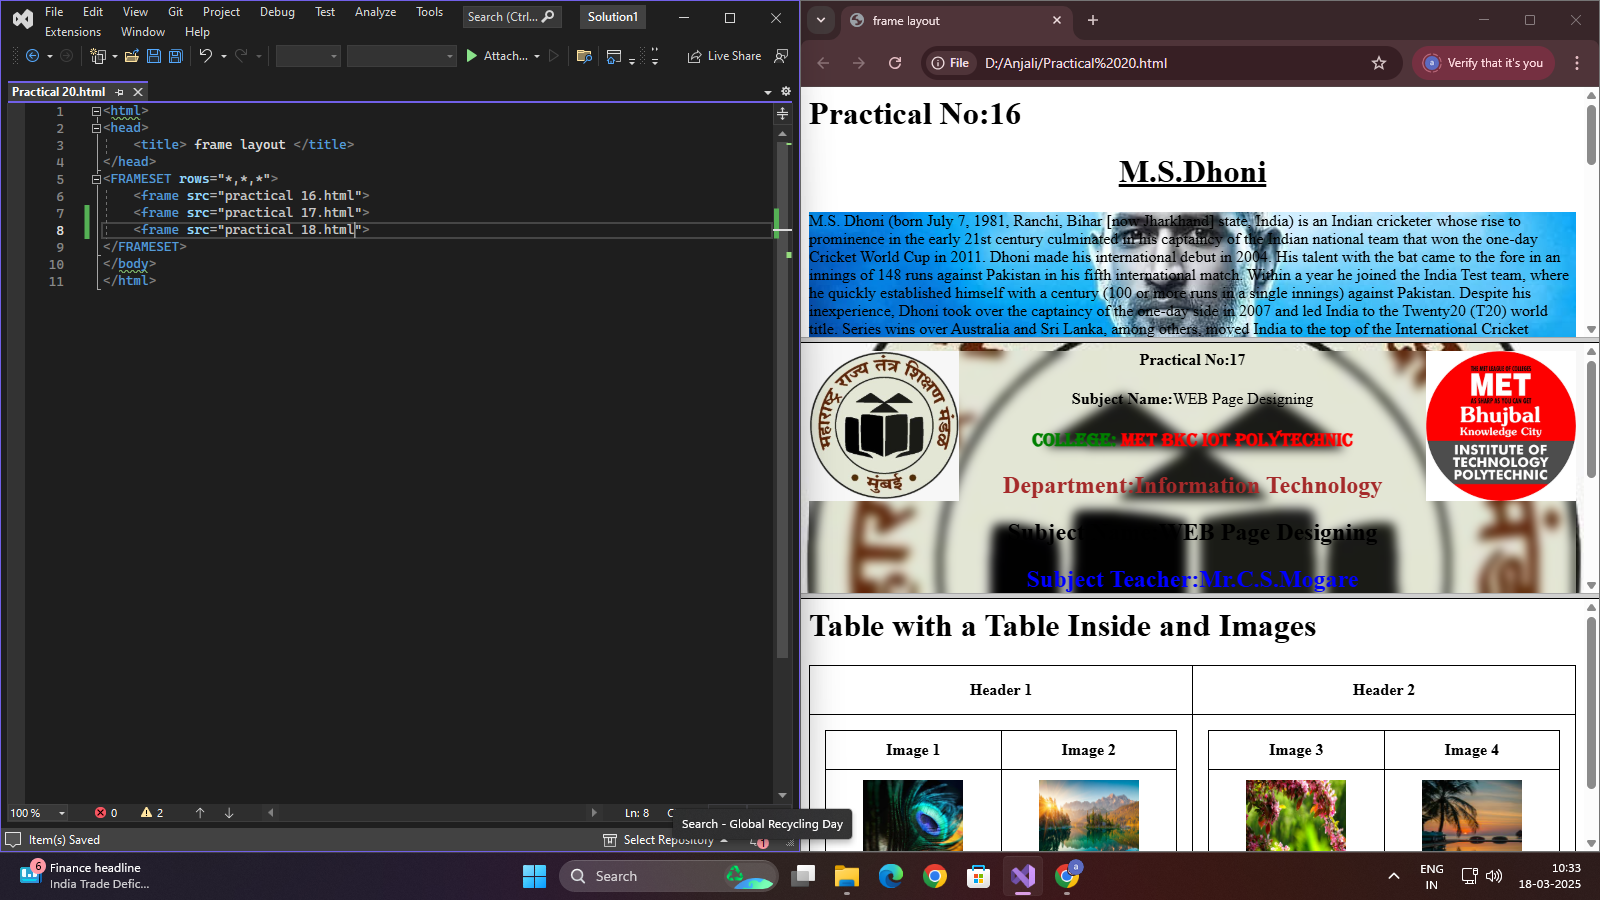 File Edit View Git Project Debug Test Analyze Tools Search (Ctrl... Solution1
Extensions Window Help
Attach... Live Share
Practical 20.html
1 <html>
2 <head>
3 <title> frame layout </title>
4 </head>
5 <FRAMESET rows="*,*,*">
6 <frame src="practical 16.html">
7 <frame src="practical 17.html">
8 <frame src="practical 18.html">
9 </FRAMESET>
10 </body>
11 </html>
100 % 0 2 Ln: 8
Search - Global Recycling Day
Item(s) Saved Select Repository 1
frame layout
File D:/Anjali/Practical%2020.html Verify that it's you
Practical No:16
M.S.Dhoni
M.S. Dhoni (born July 7, 1981, Ranchi, Bihar [now Jharkhand] state, India) is an Indian cricketer whose rise to
prominence in the early 21st century culminated in his captaincy of the Indian national team that won the one-day
Cricket World Cup in 2011. Dhoni made his international debut in 2004. His talent with the bat came to the fore in an
innings of 148 runs against Pakistan in his fifth international match. Within a year he joined the India Test team, where
he quickly established himself with a century (100 or more runs in a single innings) against Pakistan. Despite his
inexperience, Dhoni took over the captaincy of the one-day side in 2007 and led India to the Twenty20 (T20) world
title. Series wins over Australia and Sri Lanka, among others, moved India to the top of the International Cricket
महाराष्ट्र राज्य तंत्र शिक्षण मंडळ
मुंबई
Practical No:17
Subject Name:WEB Page Designing
COLLEGE: MET BKC IOT POLYTECHNIC
Department:Information Technology
Subject WEB Page Designing
Subject Teacher:Mr.C.S.Mogare
MET
Bhujbal
Knowledge City
INSTITUTE OF
TECHNOLOGY
POLYTECHNIC
Table with a Table Inside and Images
Header 1 Header 2
Image 1 Image 2 Image 3 Image 4
6 Finance headline
India Trade Defic...
Search
a
ENG
IN
10:33
18-03-2025